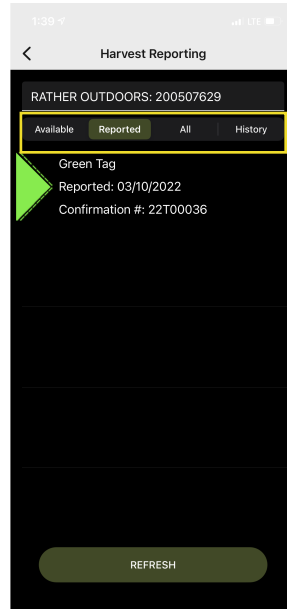 1:39 LTE
Harvest Reporting
RATHER OUTDOORS: 200507629
Available Reported All History
Green Tag
Reported: 03/10/2022
Confirmation #: 22T00036
REFRESH